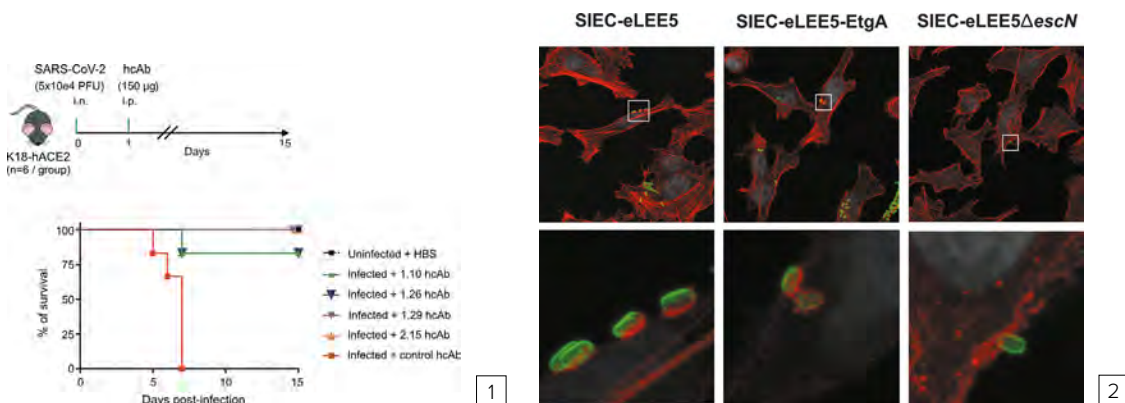 SARS-CoV-2 hcAb
(5x10e4 PFU) (150 µg)
i.n. i.p.
0 1 15
Days
K18-hACE2
(n=6 / group)
% of survival
100
75
50
25
0
0 5 10 15
Days post-infection
Uninfected + HBS
Infected + 1.10 hcAb
Infected + 1.26 hcAb
Infected + 1.29 hcAb
Infected + 2.15 hcAb
Infected + control hcAb
1
SIEC-eLEE5 SIEC-eLEE5-EtgA SIEC-eLEE5ΔescN
2